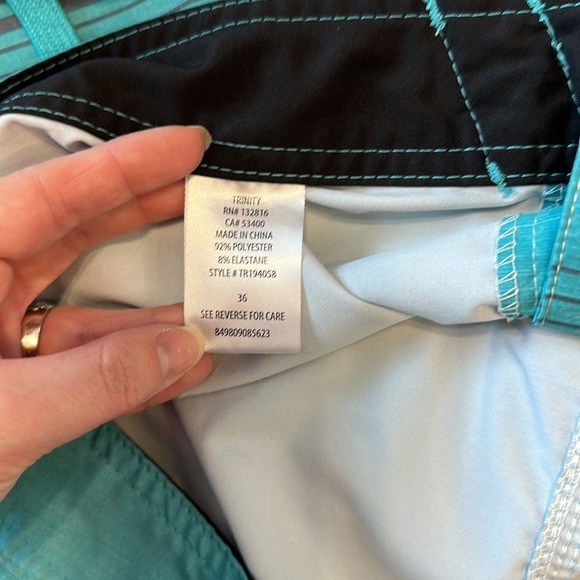 TRINITY
RN# 132816
CA# 53400
MADE IN CHINA
92% POLYESTER
8% ELASTANE
STYLE # TR194058
36
SEE REVERSE FOR CARE
849809085623